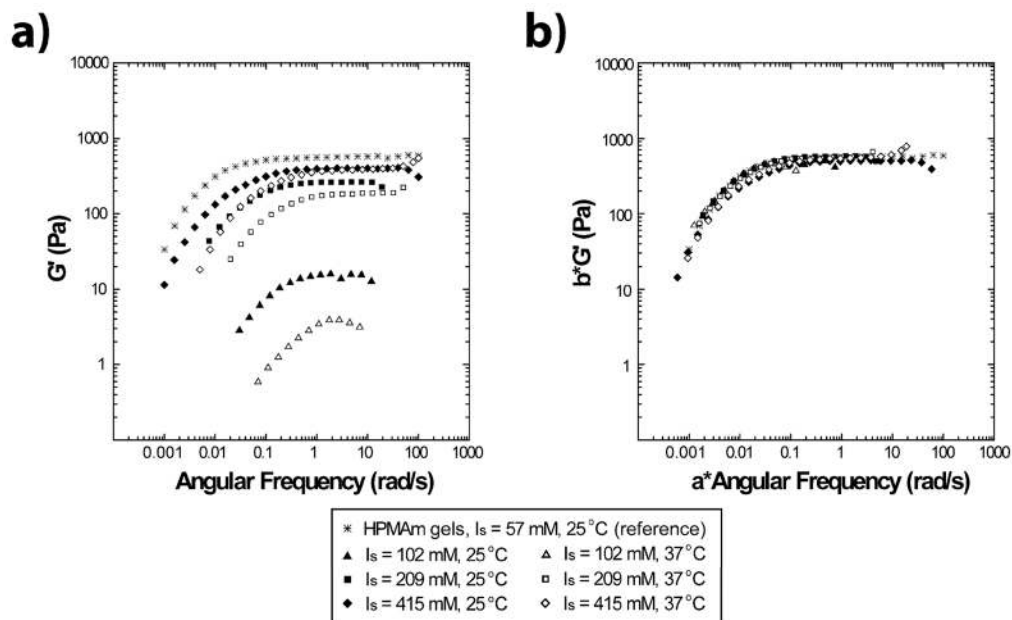 a)
10000
1000
100
10
1
G' (Pa)
0.001 0.01 0.1 1 10 100 1000
Angular Frequency (rad/s)
b)
10000
1000
100
10
1
b*G' (Pa)
0.001 0.01 0.1 1 10 100 1000
a*Angular Frequency (rad/s)
HPMAm gels, Is = 57 mM, 25°C (reference)
Is = 102 mM, 25°C Is = 102 mM, 37°C
Is = 209 mM, 25°C Is = 209 mM, 37°C
Is = 415 mM, 25°C Is = 415 mM, 37°C